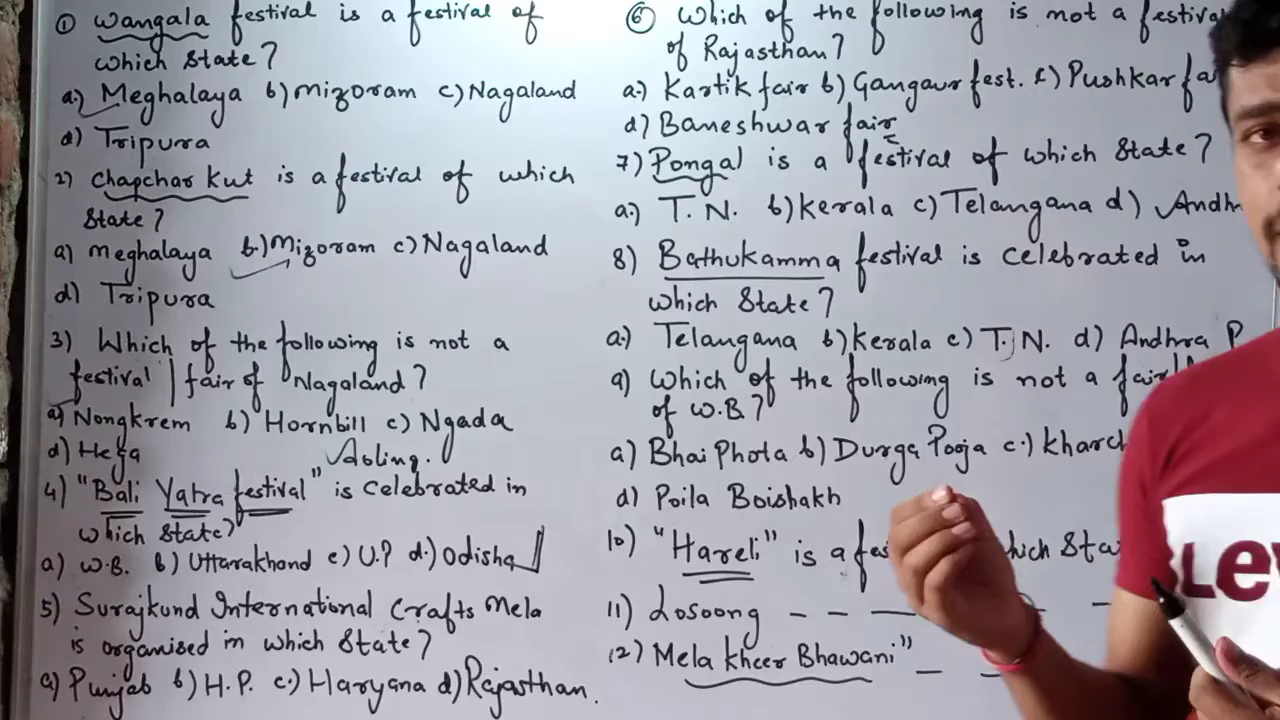 ① Wangala festival is a festival of
which State?
a.) Meghalaya b) Mizoram c) Nagaland
d) Tripura
2) Chapchar Kut is a festival of which
State?
a) Meghalaya b.) Mizoram c) Nagaland
d) Tripura
3) Which of the following is not a
festival | fair of Nagaland?
a) Nongkrem b) Hornbill c) Ngada
d) Hega Aoling.
4) "Bali Yatra festival" is celebrated in
which State?
a) W.B. b) Uttarakhand c) U.P d.) Odisha
5) Surajkund International Crafts Mela
is organised in which State?
a) Punjab b) H.P. c.) Haryana d) Rajasthan.
⑥ Which of the following is not a festival
of Rajasthan?
a.) Kartik fair b) Gangaur fest. c) Pushkar fa
d) Baneshwar fair
7) Pongal is a festival of which State?
a.) T.N. b) Kerala c) Telangana d) Andh
8) Bathukamma festival is celebrated in
which State?
a.) Telangana b) Kerala c) T.N. d) Andhra P
9) Which of the following is not a fair
of W.B?
a) Bhai Phota b) Durga Pooja c.) Kharch
d) Poila Boishakh
10) "Hareli" is a fes which Sta
11) Losoong - - -
12) Mela Kheer Bhawani" -
Lev